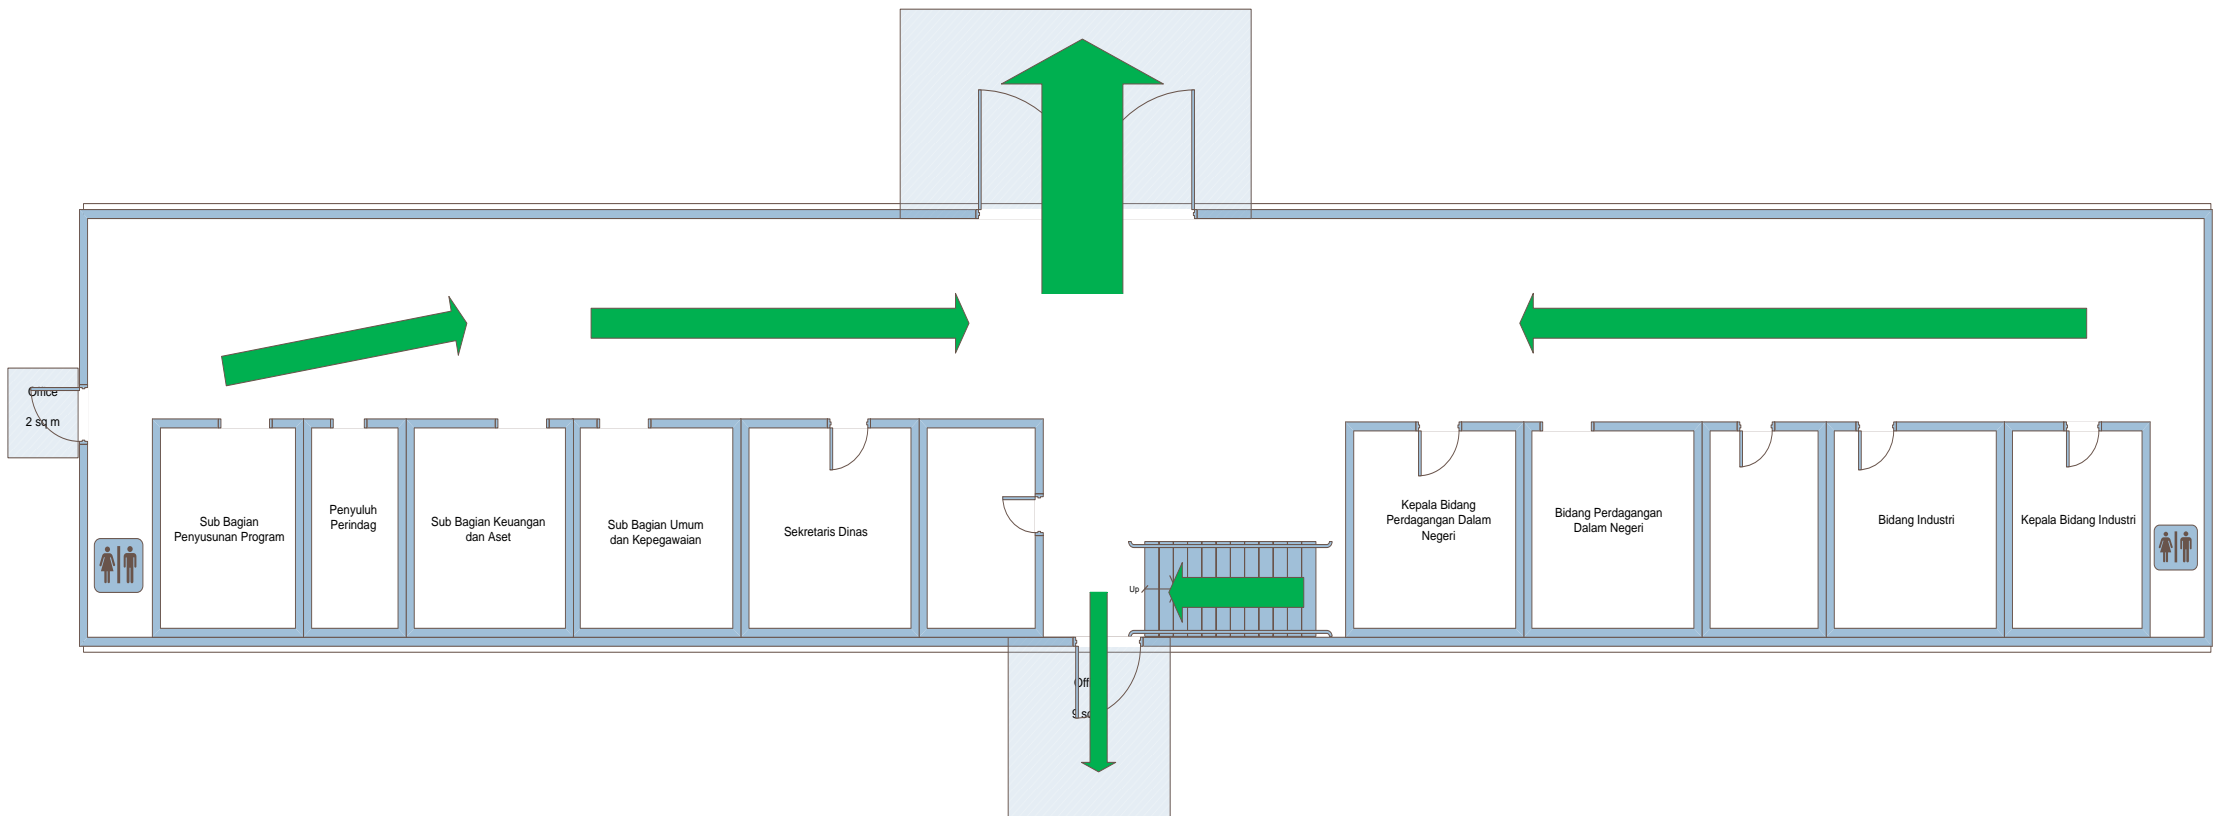 Office
2 sq m
Sub Bagian
Penyusunan Program
Penyuluh
Perindag
Sub Bagian Keuangan
dan Aset
Sub Bagian Umum
dan Kepegawaian
Sekretaris Dinas
Up
Kepala Bidang
Perdagangan Dalam
Negeri
Bidang Perdagangan
Dalam Negeri
Bidang Industri
Kepala Bidang Industri